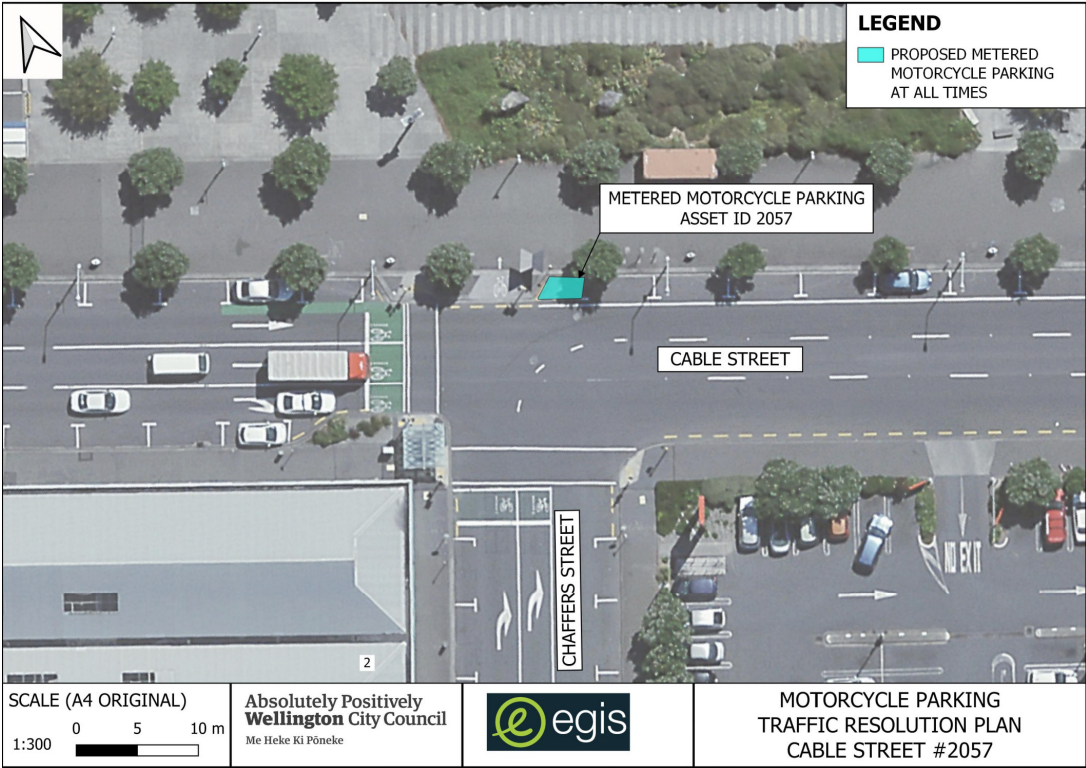 LEGEND
PROPOSED METERED
MOTORCYCLE PARKING
AT ALL TIMES
METERED MOTORCYCLE PARKING
ASSET ID 2057
CABLE STREET
CHAFFERS STREET
NO EXIT
2
SCALE (A4 ORIGINAL)
0 5 10 m
1:300
Absolutely Positively
Wellington City Council
Me Heke Ki Pōneke
e egis
MOTORCYCLE PARKING
TRAFFIC RESOLUTION PLAN
CABLE STREET #2057